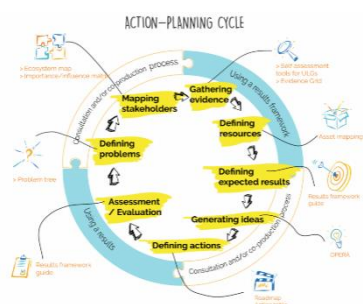 ACTION-PLANNING CYCLE
> Ecosystem map
> Importance/influence matrix
> Self assessment
tools for ULGs
> Evidence Grid
Consultation and/or co-production process
Using a results framework
Mapping
stakeholders
Gathering
evidence
Defining
resources
Asset mapping
Defining
problems
> Problem tree
Defining
expected results
Results framework
guide
Assessment
/ Evaluation
Generating ideas
OPERA
Defining actions
Using a results
Consultation and/or co-production process
Results framework
guide
Roadmap